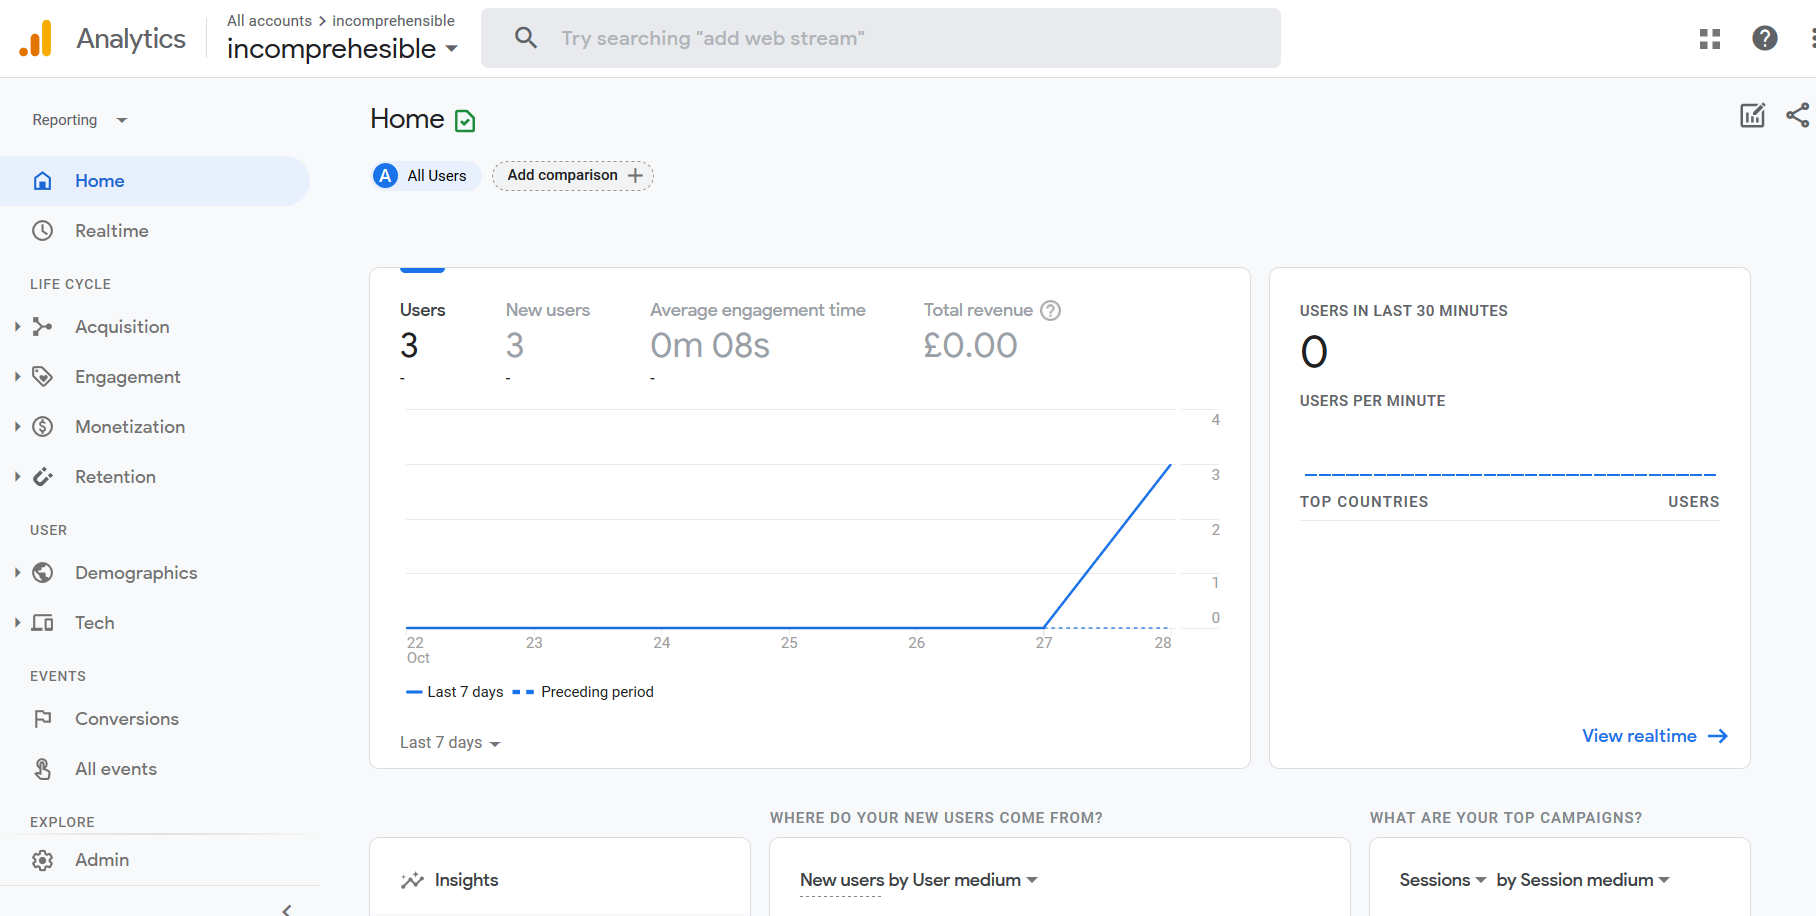 Analytics
All accounts > incomprehensible
incomprehesible
Try searching "add web stream"
Reporting
Home
Realtime
LIFE CYCLE
Acquisition
Engagement
Monetization
Retention
USER
Demographics
Tech
EVENTS
Conversions
All events
EXPLORE
Admin
Home
A All Users
Add comparison +
Users
3
-
New users
3
-
Average engagement time
0m 08s
-
Total revenue
£0.00
4
3
2
1
0
22 23 24 25 26 27 28
Oct
Last 7 days Preceding period
Last 7 days
USERS IN LAST 30 MINUTES
0
USERS PER MINUTE
TOP COUNTRIES USERS
View realtime
Insights
WHERE DO YOUR NEW USERS COME FROM?
New users by User medium
WHAT ARE YOUR TOP CAMPAIGNS?
Sessions by Session medium